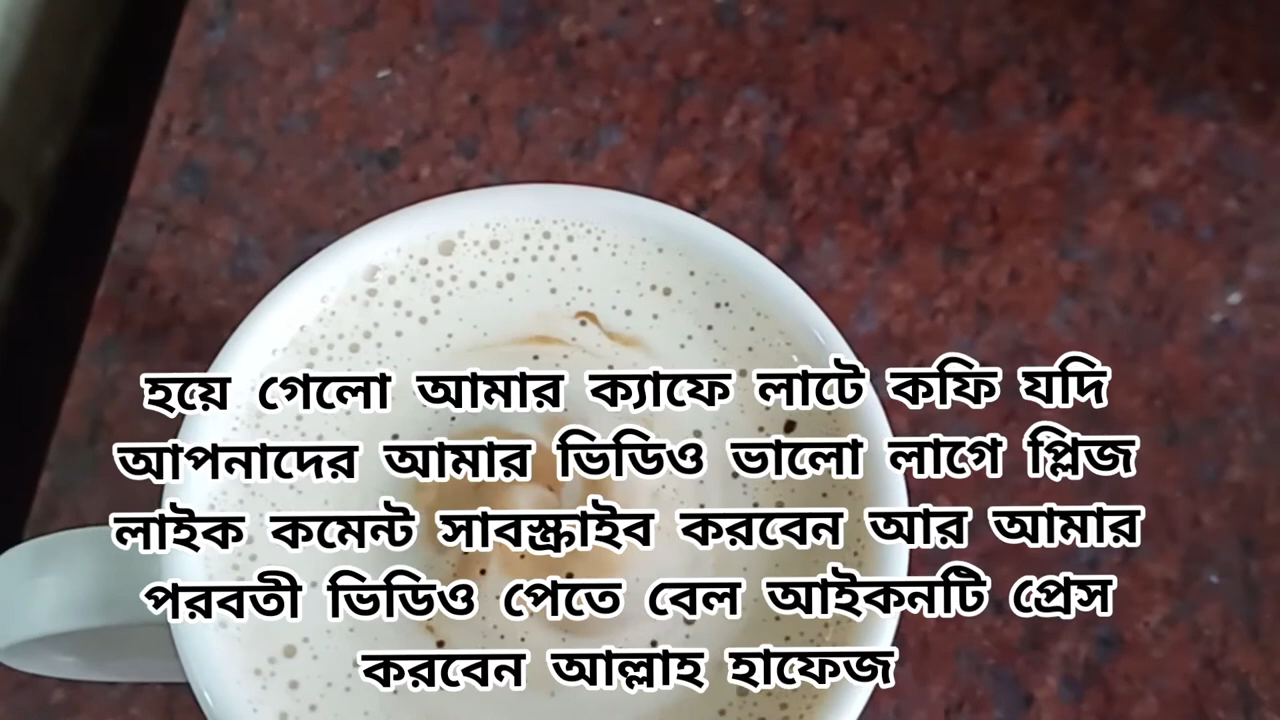 হয়ে গেলো আমার ক্যাফে লাটে কফি যদি
আপনাদের আমার ভিডিও ভালো লাগে প্লিজ
লাইক কমেন্ট সাবস্ক্রাইব করবেন আর আমার
পরবতী ভিডিও পেতে বেল আইকনটি প্রেস
করবেন আল্লাহ হাফেজ